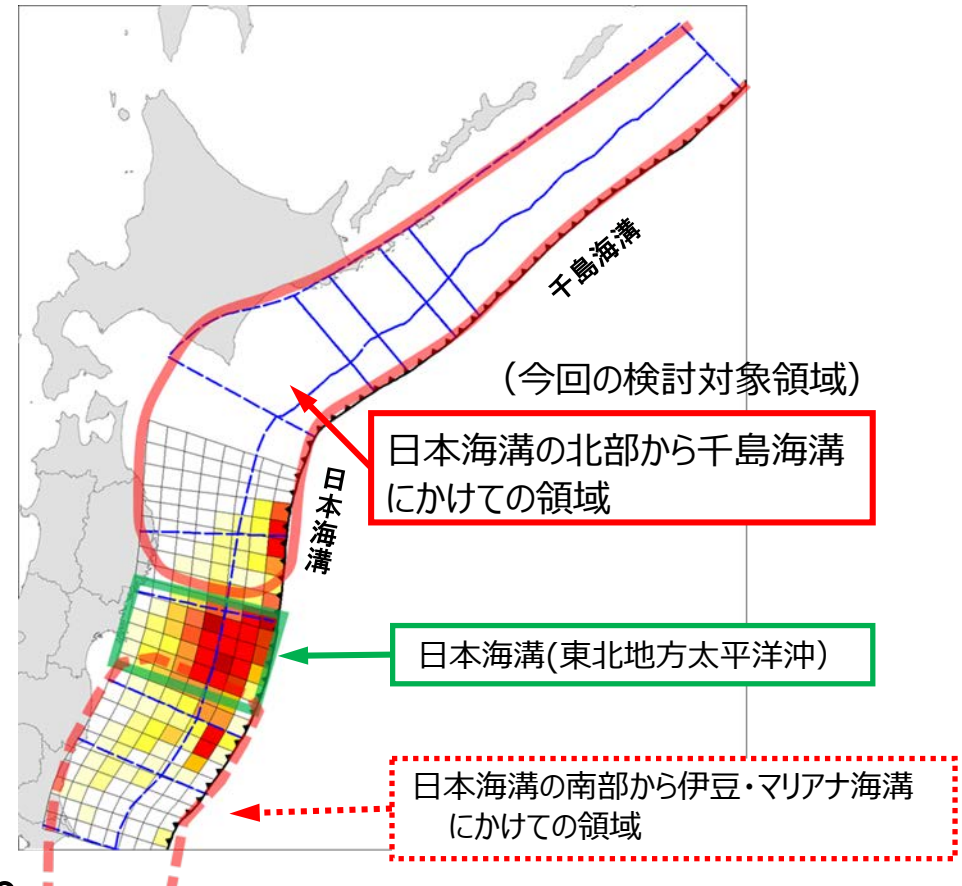 千島海溝
（今回の検討対象領域）
日本海溝の北部から千島海溝
にかけての領域
日本海溝
日本海溝(東北地方太平洋沖）
日本海溝の南部から伊豆・マリアナ海溝
にかけての領域